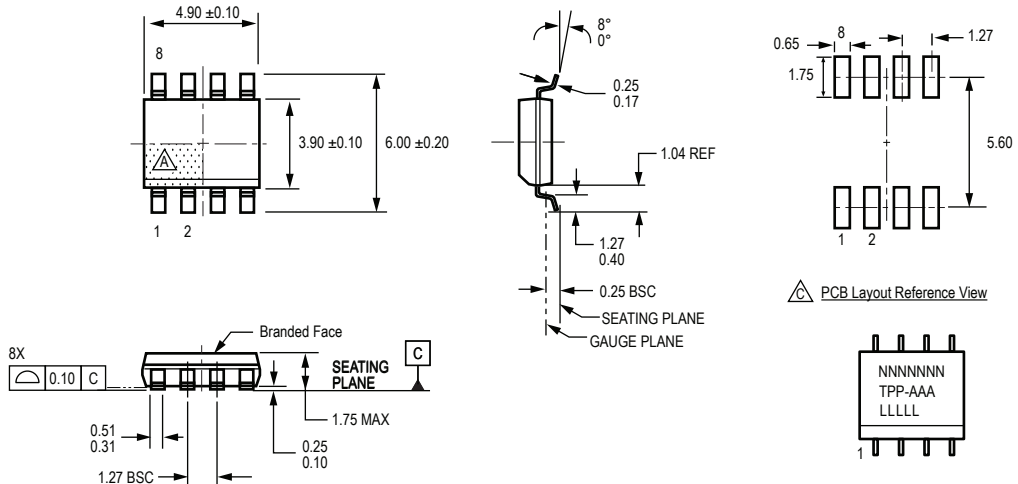 4.90 ±0.10
8
A
3.90 ±0.10
6.00 ±0.20
1 2
8°
0°
0.25
0.17
1.04 REF
1.27
0.40
0.25 BSC
SEATING PLANE
GAUGE PLANE
0.65
8
1.27
1.75
5.60
1 2
C PCB Layout Reference View
Branded Face
8X
0.10 C
SEATING
PLANE
C
1.75 MAX
0.51
0.31
0.25
0.10
1.27 BSC
NNNNNNN
TPP-AAA
LLLLL
1